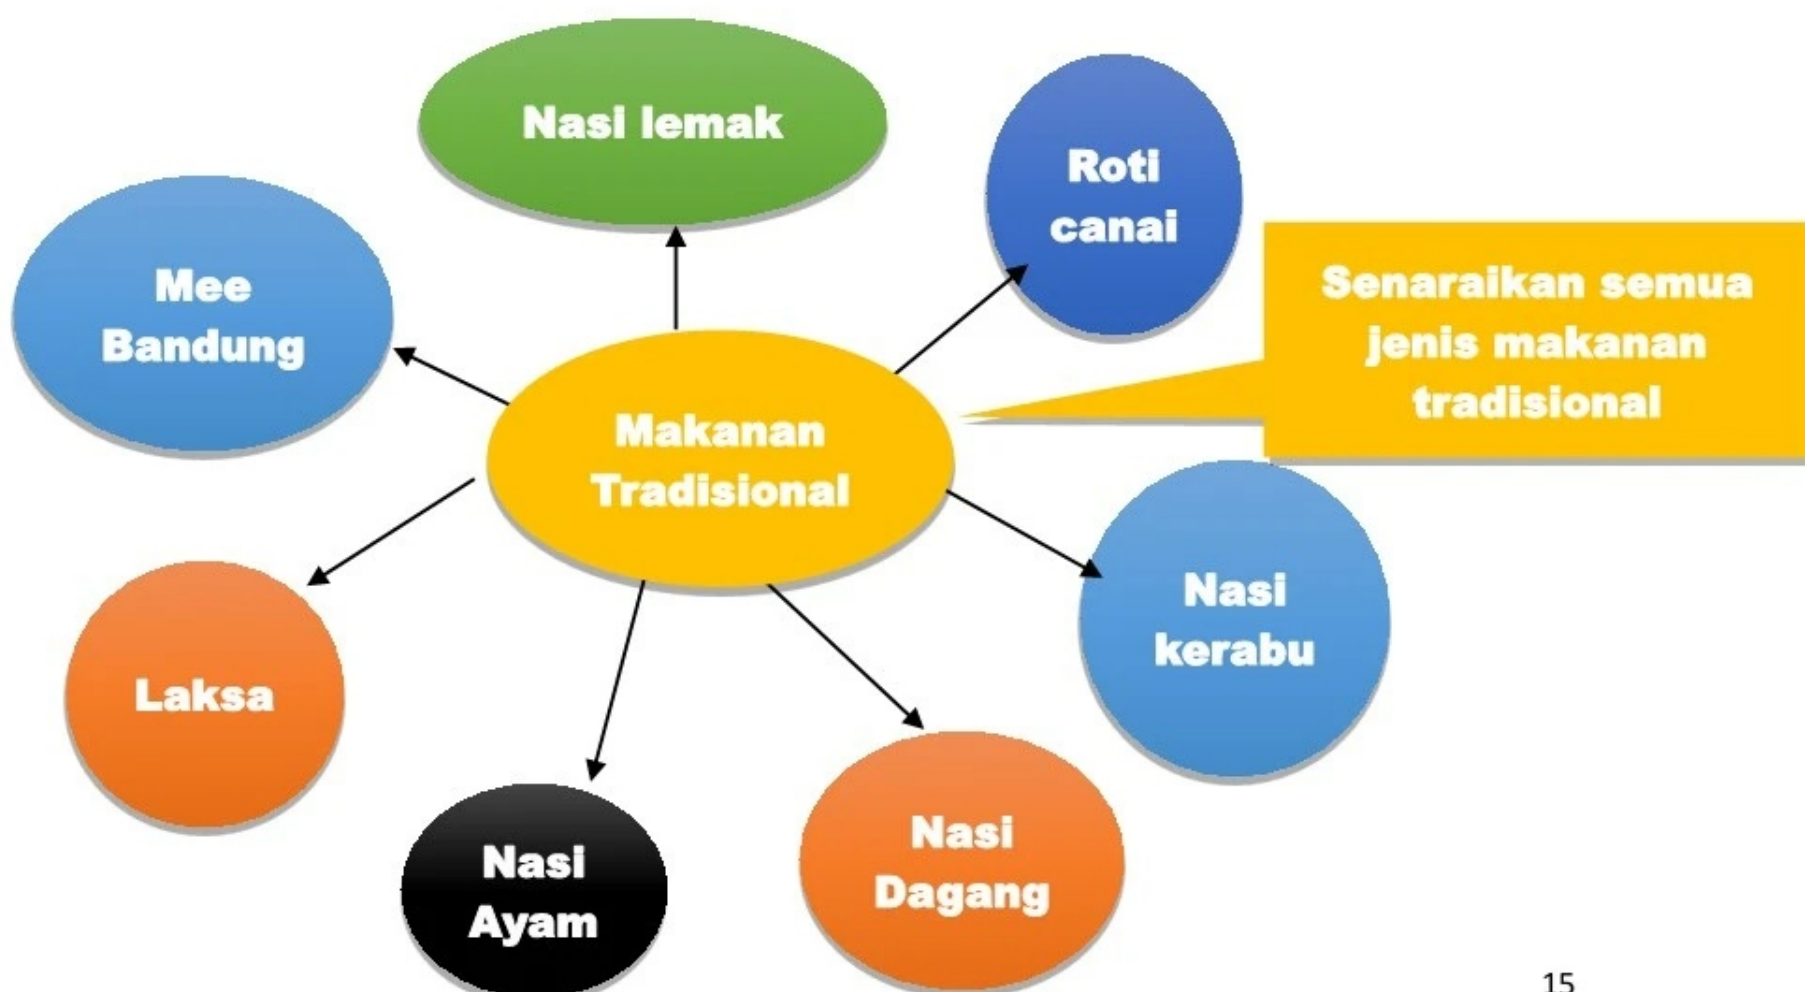 Nasi lemak
Roti
canai
Mee
Bandung
Senaraikan semua
jenis makanan
tradisional
Makanan
Tradisional
Nasi
kerabu
Laksa
Nasi
Ayam
Nasi
Dagang
15